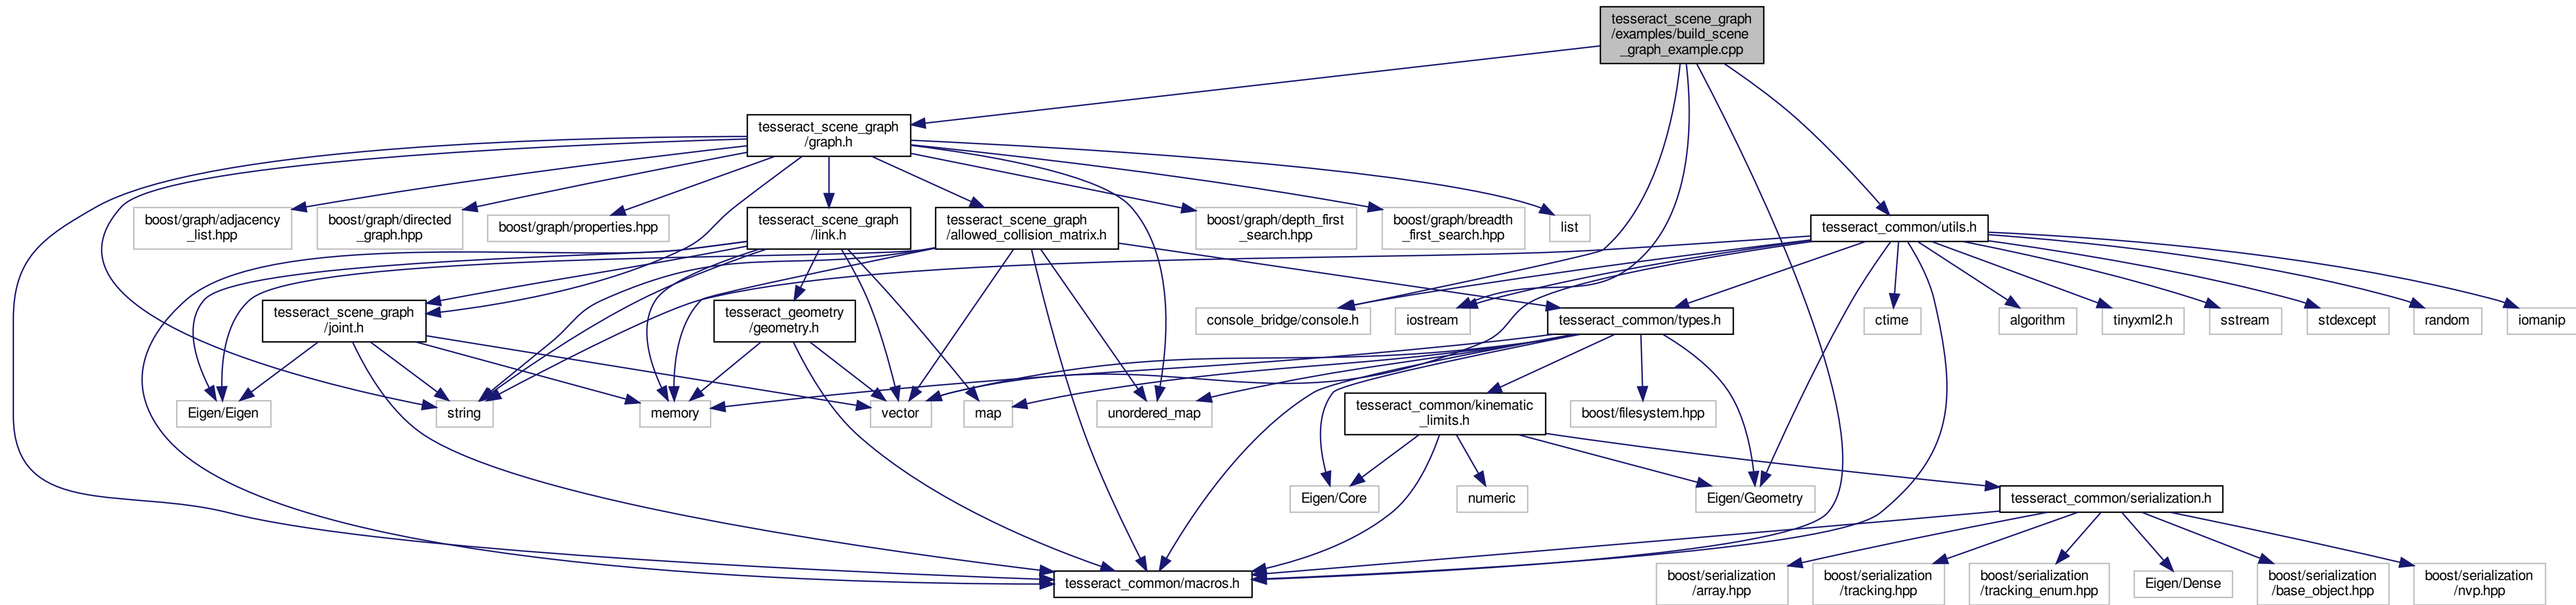 tesseract_scene_graph
/examples/build_scene
_graph_example.cpp
tesseract_scene_graph
/graph.h
boost/graph/adjacency
_list.hpp
boost/graph/directed
_graph.hpp
boost/graph/properties.hpp
tesseract_scene_graph
/link.h
tesseract_scene_graph
/allowed_collision_matrix.h
boost/graph/depth_first
_search.hpp
boost/graph/breadth
_first_search.hpp
list
tesseract_common/utils.h
tesseract_scene_graph
/joint.h
tesseract_geometry
/geometry.h
console_bridge/console.h
iostream
tesseract_common/types.h
ctime
algorithm
tinyxml2.h
sstream
stdexcept
random
iomanip
Eigen/Eigen
string
memory
vector
map
unordered_map
tesseract_common/kinematic
_limits.h
boost/filesystem.hpp
Eigen/Core
numeric
Eigen/Geometry
tesseract_common/serialization.h
tesseract_common/macros.h
boost/serialization
/array.hpp
boost/serialization
/tracking.hpp
boost/serialization
/tracking_enum.hpp
Eigen/Dense
boost/serialization
/base_object.hpp
boost/serialization
/nvp.hpp